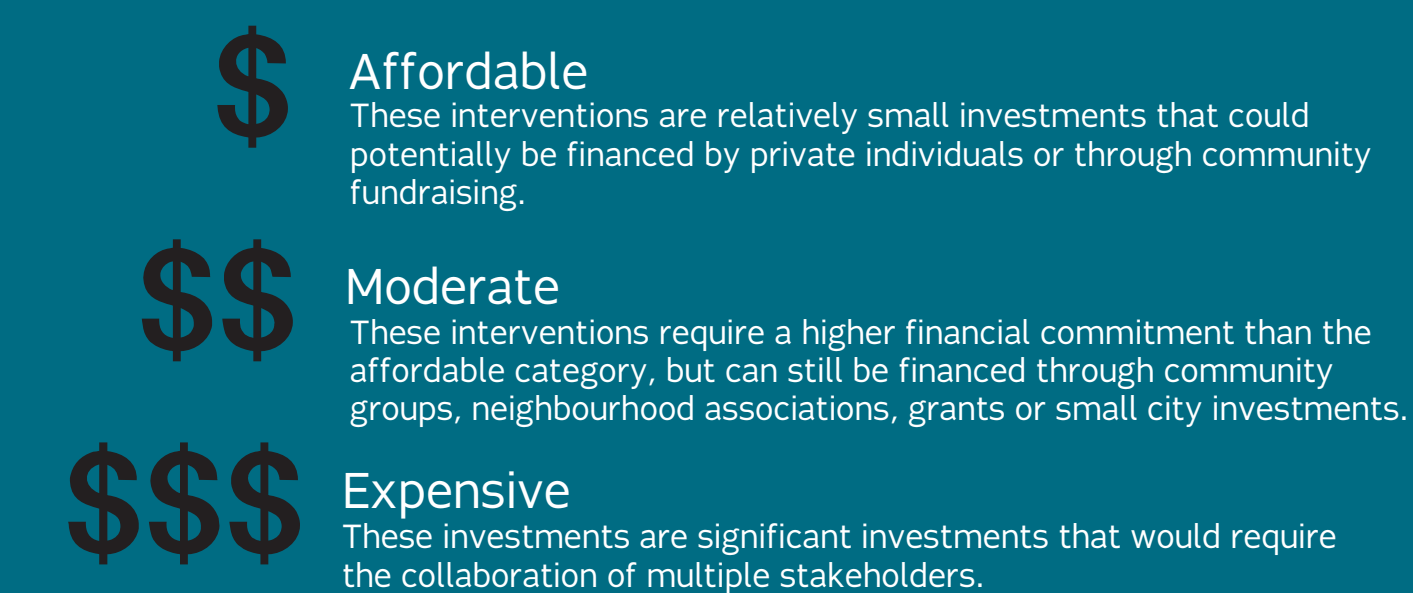 $
Affordable
These interventions are relatively small investments that could
potentially be financed by private individuals or through community
fundraising.
$$
Moderate
These interventions require a higher financial commitment than the
affordable category, but can still be financed through community
groups, neighbourhood associations, grants or small city investments.
$$$
Expensive
These investments are significant investments that would require
the collaboration of multiple stakeholders.